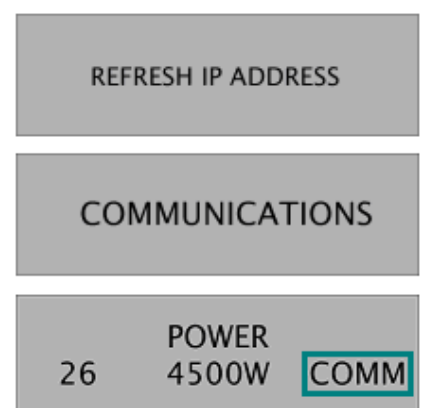 REFRESH IP ADDRESS
COMMUNICATIONS
POWER
26 4500W COMM